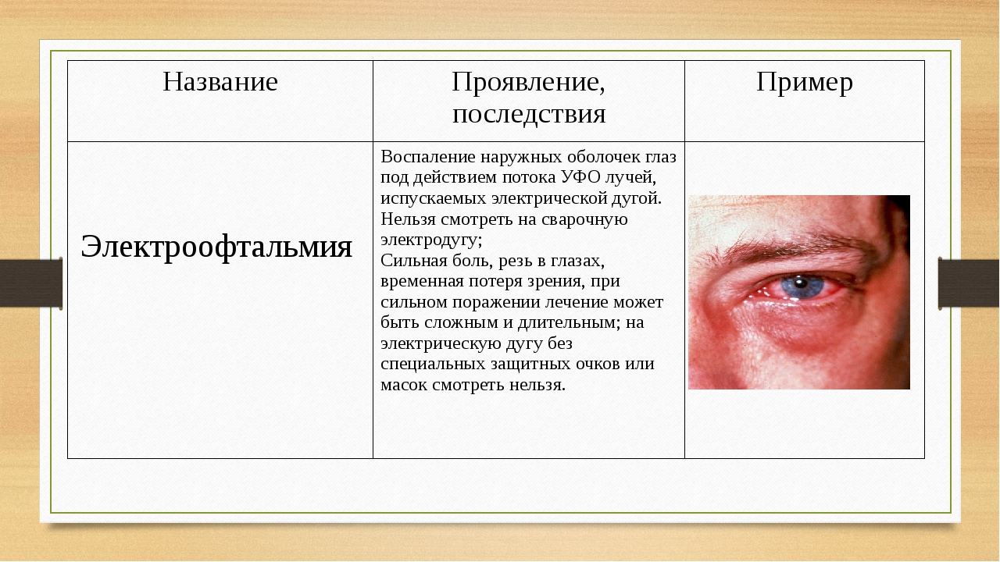 Название
Проявление,
последствия
Пример
Электроофтальмия
Воспаление наружных оболочек глаз
под действием потока УФО лучей,
испускаемых электрической дугой.
Нельзя смотреть на сварочную
электродугу;
Сильная боль, резь в глазах,
временная потеря зрения, при
сильном поражении лечение может
быть сложным и длительным; на
электрическую дугу без
специальных защитных очков или
масок смотреть нельзя.